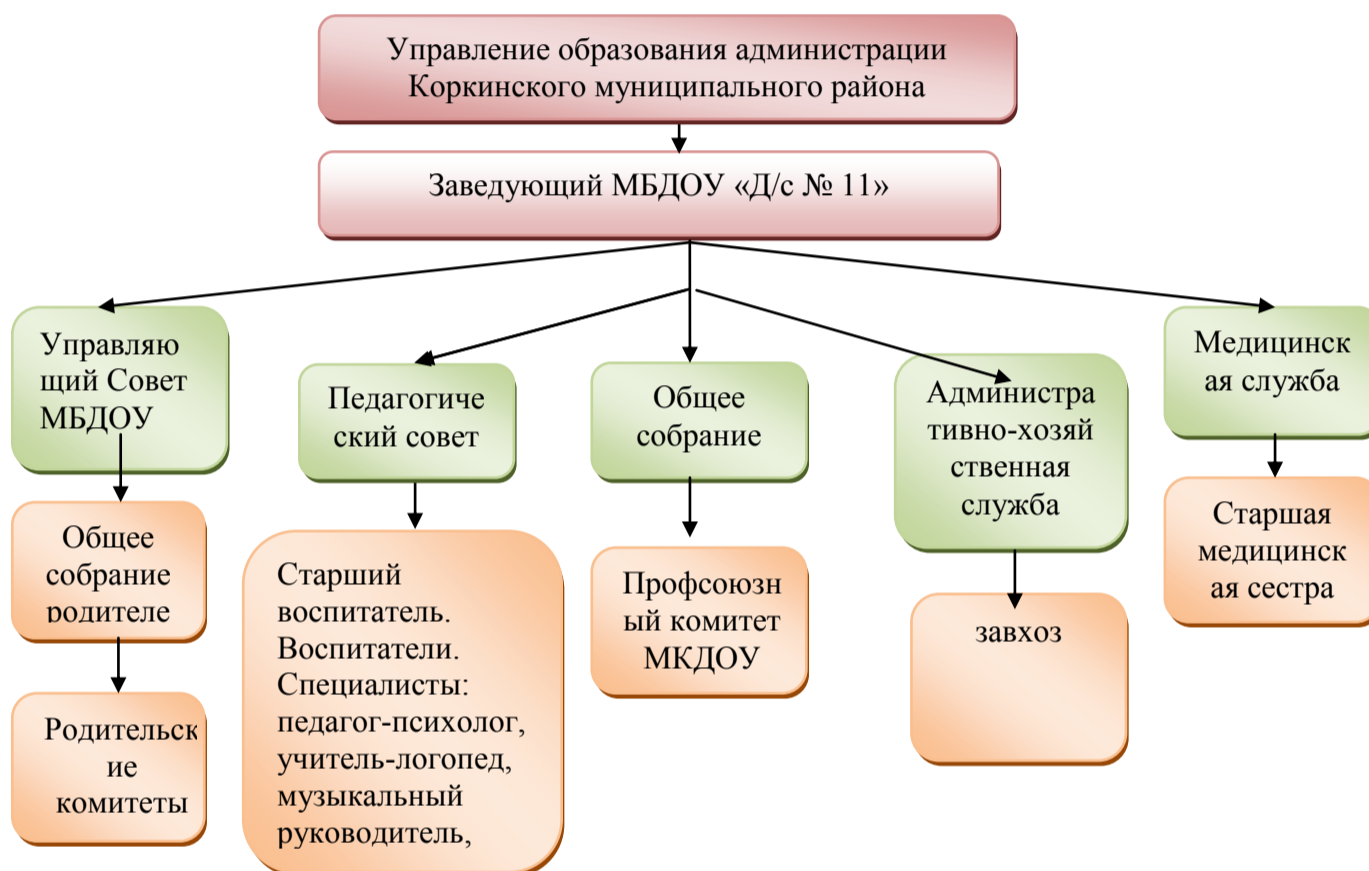 Управление образования администрации
Коркинского муниципального района
Заведующий МБДОУ «Д/с № 11»
Управляю
щий Совет
МБДОУ
Педагогиче
ский совет
Общее
собрание
Администра
тивно-хозяй
ственная
служба
Медицинск
ая служба
Общее
собрание
родителе
Старший
воспитатель.
Воспитатели.
Специалисты:
педагог-психолог,
учитель-логопед,
музыкальный
руководитель,
Профсоюзн
ый комитет
МКДОУ
завхоз
Старшая
медицинск
ая сестра
Родительск
ие
комитеты